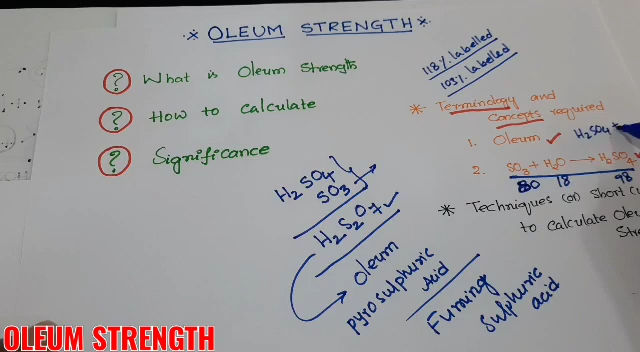 * OLEUM STRENGTH *
? What is Oleum Strength
? How to calculate
? Significance
118% labelled
103% labelled
* Terminology and
Concepts required
1. Oleum ✓ H₂SO₄ +
2. SO₃ + H₂O → H₂SO₄
80 18 98
* Techniques (or) Short
to calculate
H₂SO₄
SO₃
H₂S₂O₇ ✓
Oleum
Pyrosulphuric
Acid
Fuming
Sulphuric
acid
OLEUM STRENGTH